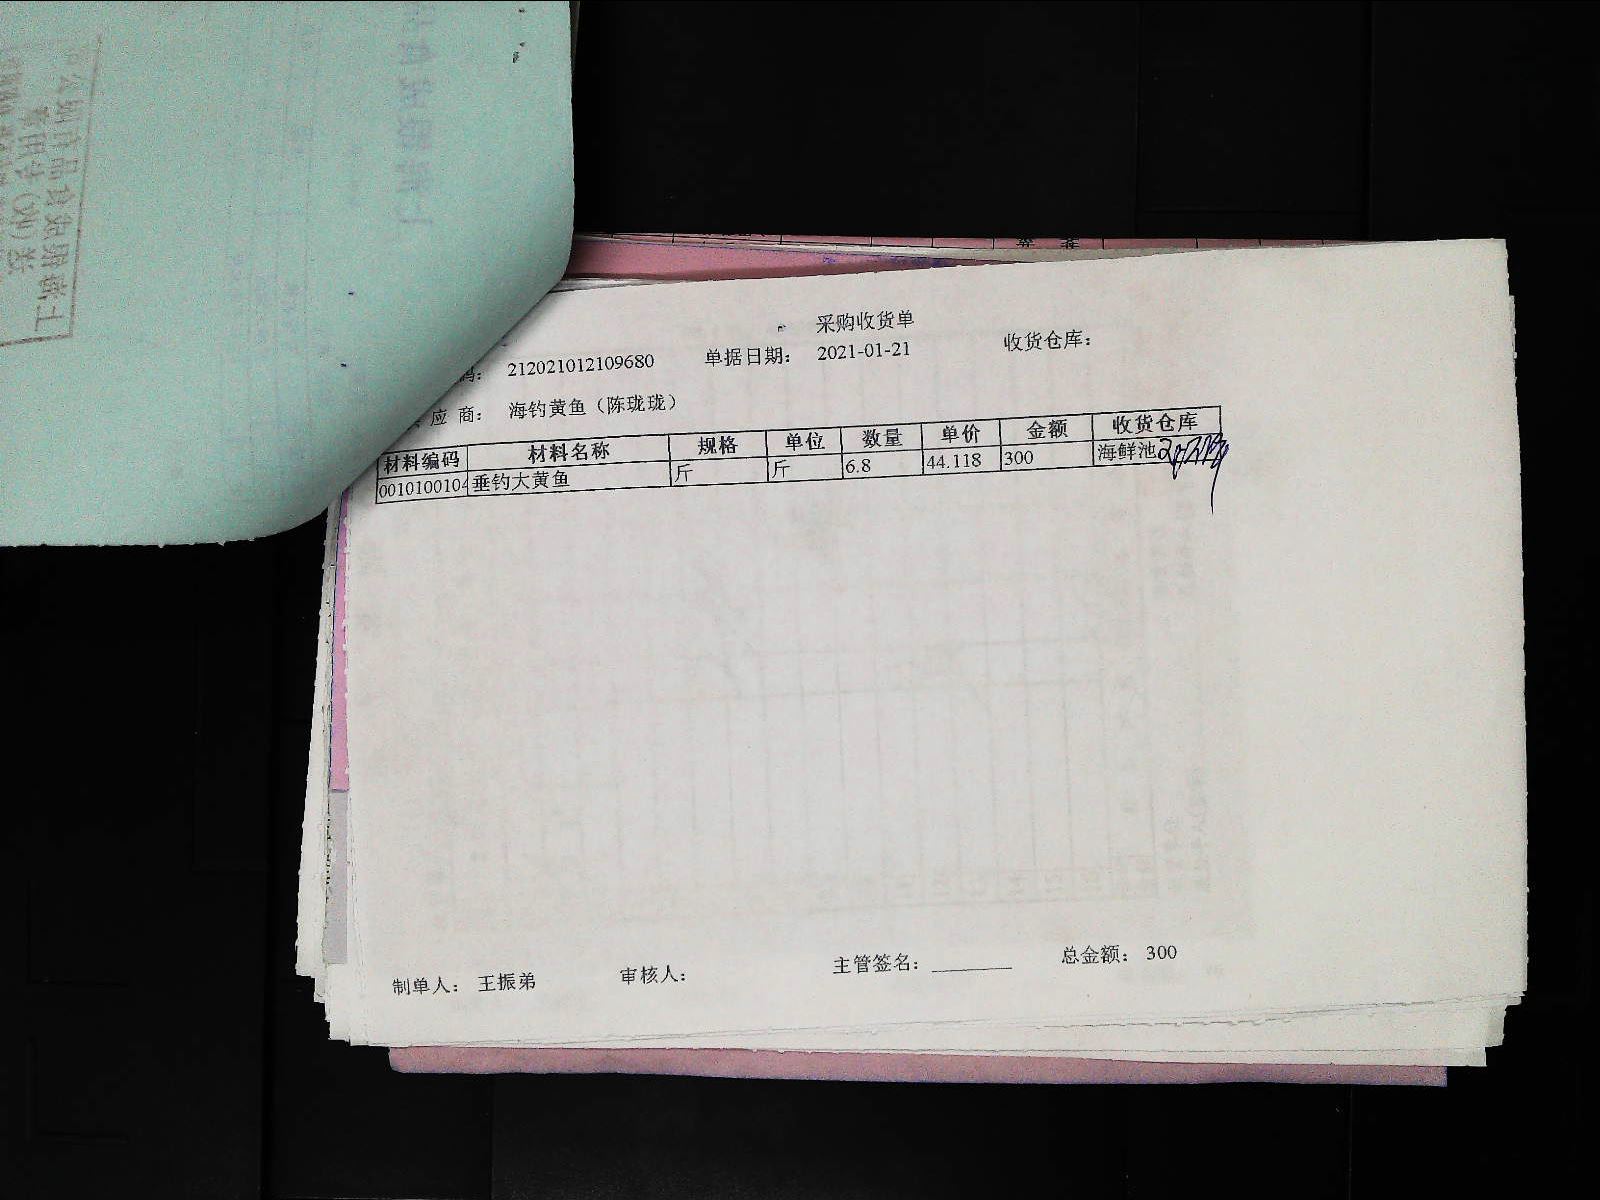 采购收货单
码： 212021012109680 单据日期： 2021-01-21 收货仓库：
应 商： 海钓黄鱼（陈珑珑）
材料编码 材料名称 规格 单位 数量 单价 金额 收货仓库
0010100104 垂钓大黄鱼 斤 斤 6.8 44.118 300 海鲜池
制单人： 王振弟 审核人： 主管签名： 总金额： 300